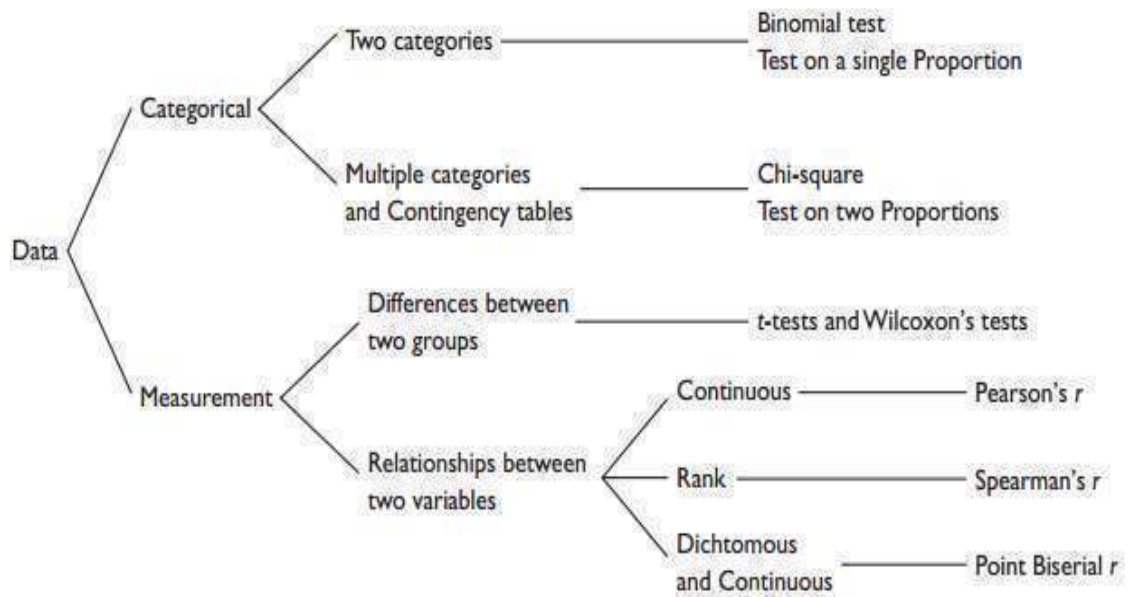 Two categories
Binomial test
Test on a single Proportion
Categorical
Multiple categories
and Contingency tables
Chi-square
Test on two Proportions
Data
Differences between
two groups
t-tests and Wilcoxon's tests
Measurement
Continuous
Pearson's r
Relationships between
two variables
Rank
Spearman's r
Dichtomous
and Continuous
Point Biserial r